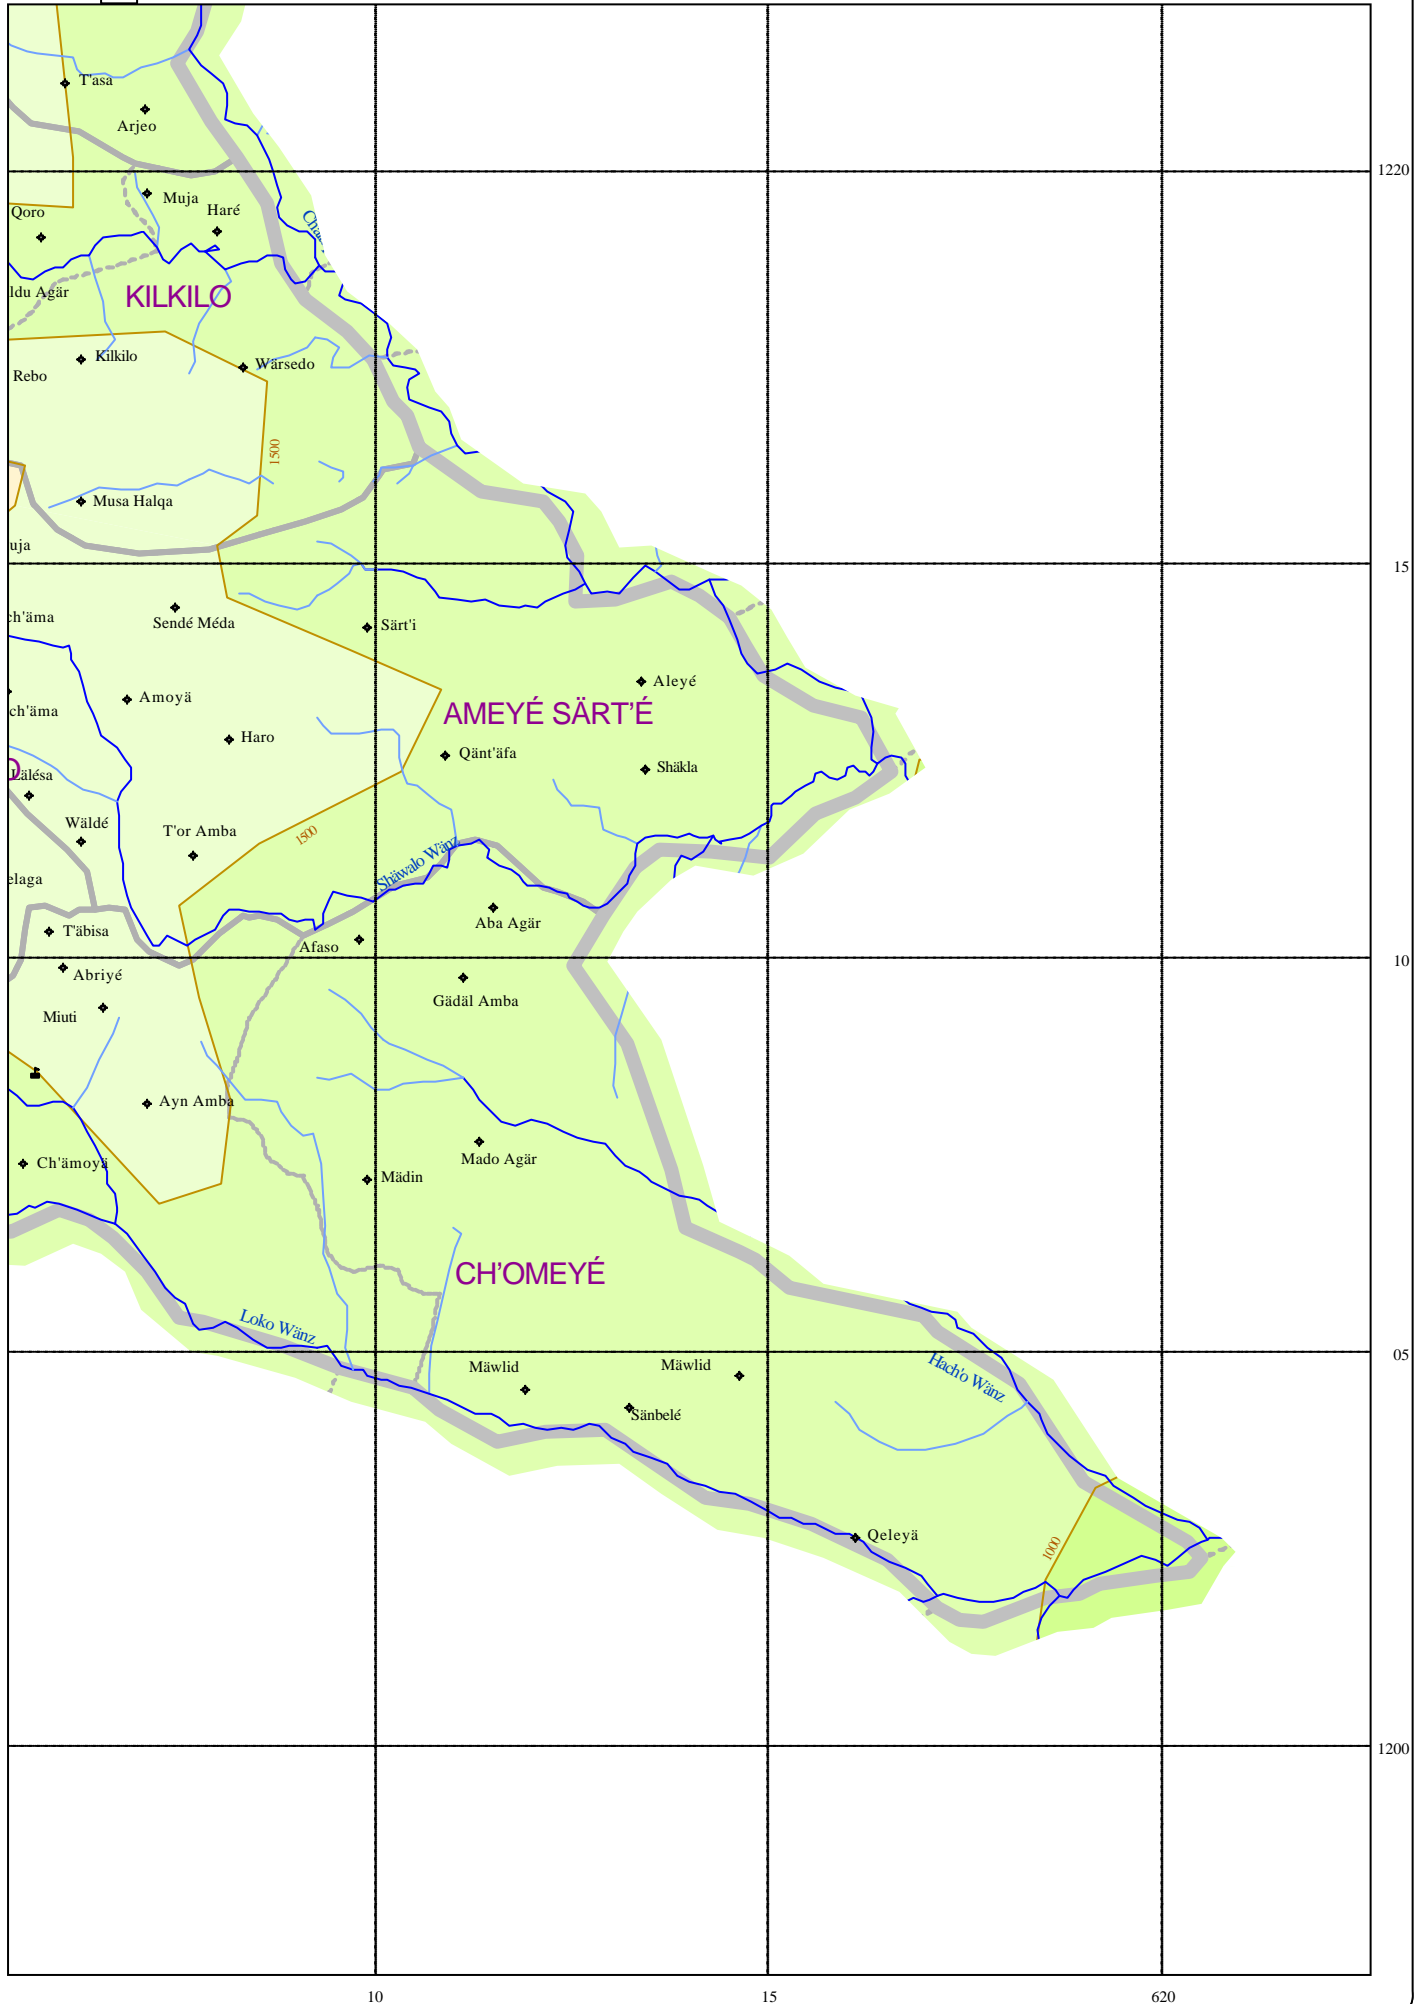 T'asa
Arjeo
1220
Muja
Haré
Qoro
ldu Agär
KILKILO
Kilkilo
Wärsedo
Rebo
1500
Musa Halqa
uja
15
Sendé Méda
ch'äma
Särt'i
Aleyé
Amoyä
ch'äma
AMEYÉ SÄRT'É
Haro
Qänt'äfa
Shäkla
Lälésa
Wäldé
T'or Amba
1500
Shäwalo Wänz
elaga
Aba Agär
T'äbisa
Afaso
10
Abriyé
Gädäl Amba
Miuti
Ayn Amba
Mado Agär
Ch'ämoyä
Mädin
CH'OMEYÉ
Loko Wänz
05
Mäwlid
Mäwlid
Hach'o Wänz
Sänbelé
Qeleyä
1000
1200
10
15
620